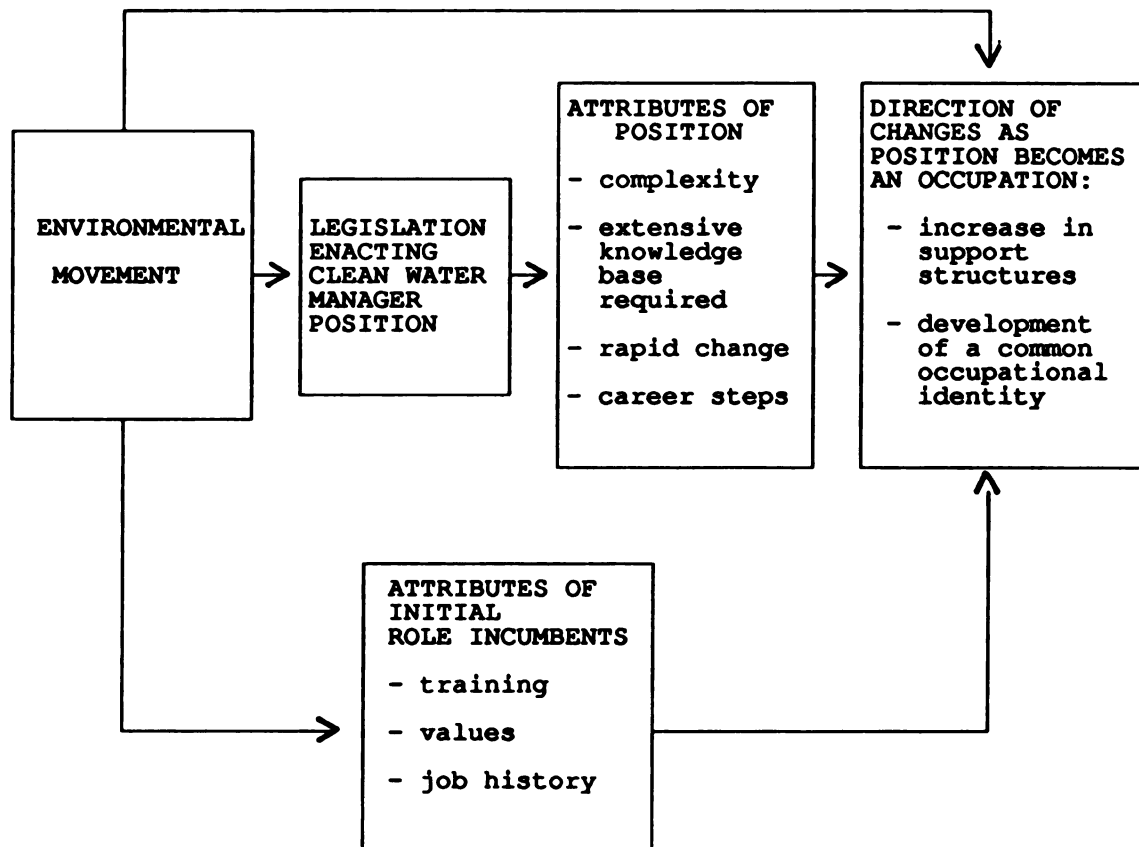 ENVIRONMENTAL
MOVEMENT
LEGISLATION
ENACTING
CLEAN WATER
MANAGER
POSITION
ATTRIBUTES OF
POSITION
- complexity
- extensive
knowledge
base
required
- rapid change
- career steps
DIRECTION OF
CHANGES AS
POSITION BECOMES
AN OCCUPATION:
- increase in
support
structures
- development
of a common
occupational
identity
ATTRIBUTES OF
INITIAL
ROLE INCUMBENTS
- training
- values
- job history